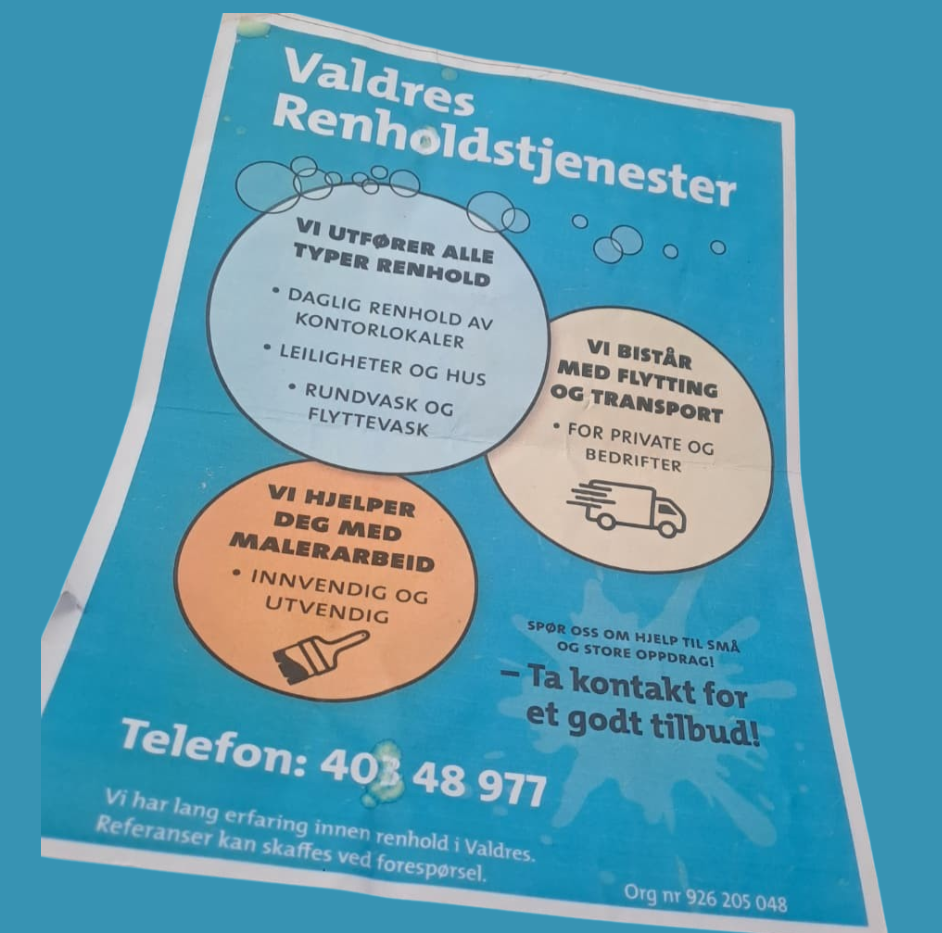 Valdres
Renholdstjenester
VI UTFØRER ALLE
TYPER RENHOLD
• DAGLIG RENHOLD AV
KONTORLOKALER
• LEILIGHETER OG HUS
• RUNDVASK OG
FLYTTEVASK
VI BISTÅR
MED FLYTTING
OG TRANSPORT
• FOR PRIVATE OG
BEDRIFTER
VI HJELPER
DEG MED
MALERARBEID
• INNVENDIG OG
UTVENDIG
SPØR OSS OM HJELP TIL SMÅ
OG STORE OPPDRAG!
– Ta kontakt for
et godt tilbud!
Telefon: 48 977
Vi har lang erfaring innen renhold i Valdres.
Referanser kan skaffes ved forespørsel.
Org nr 926 205 048